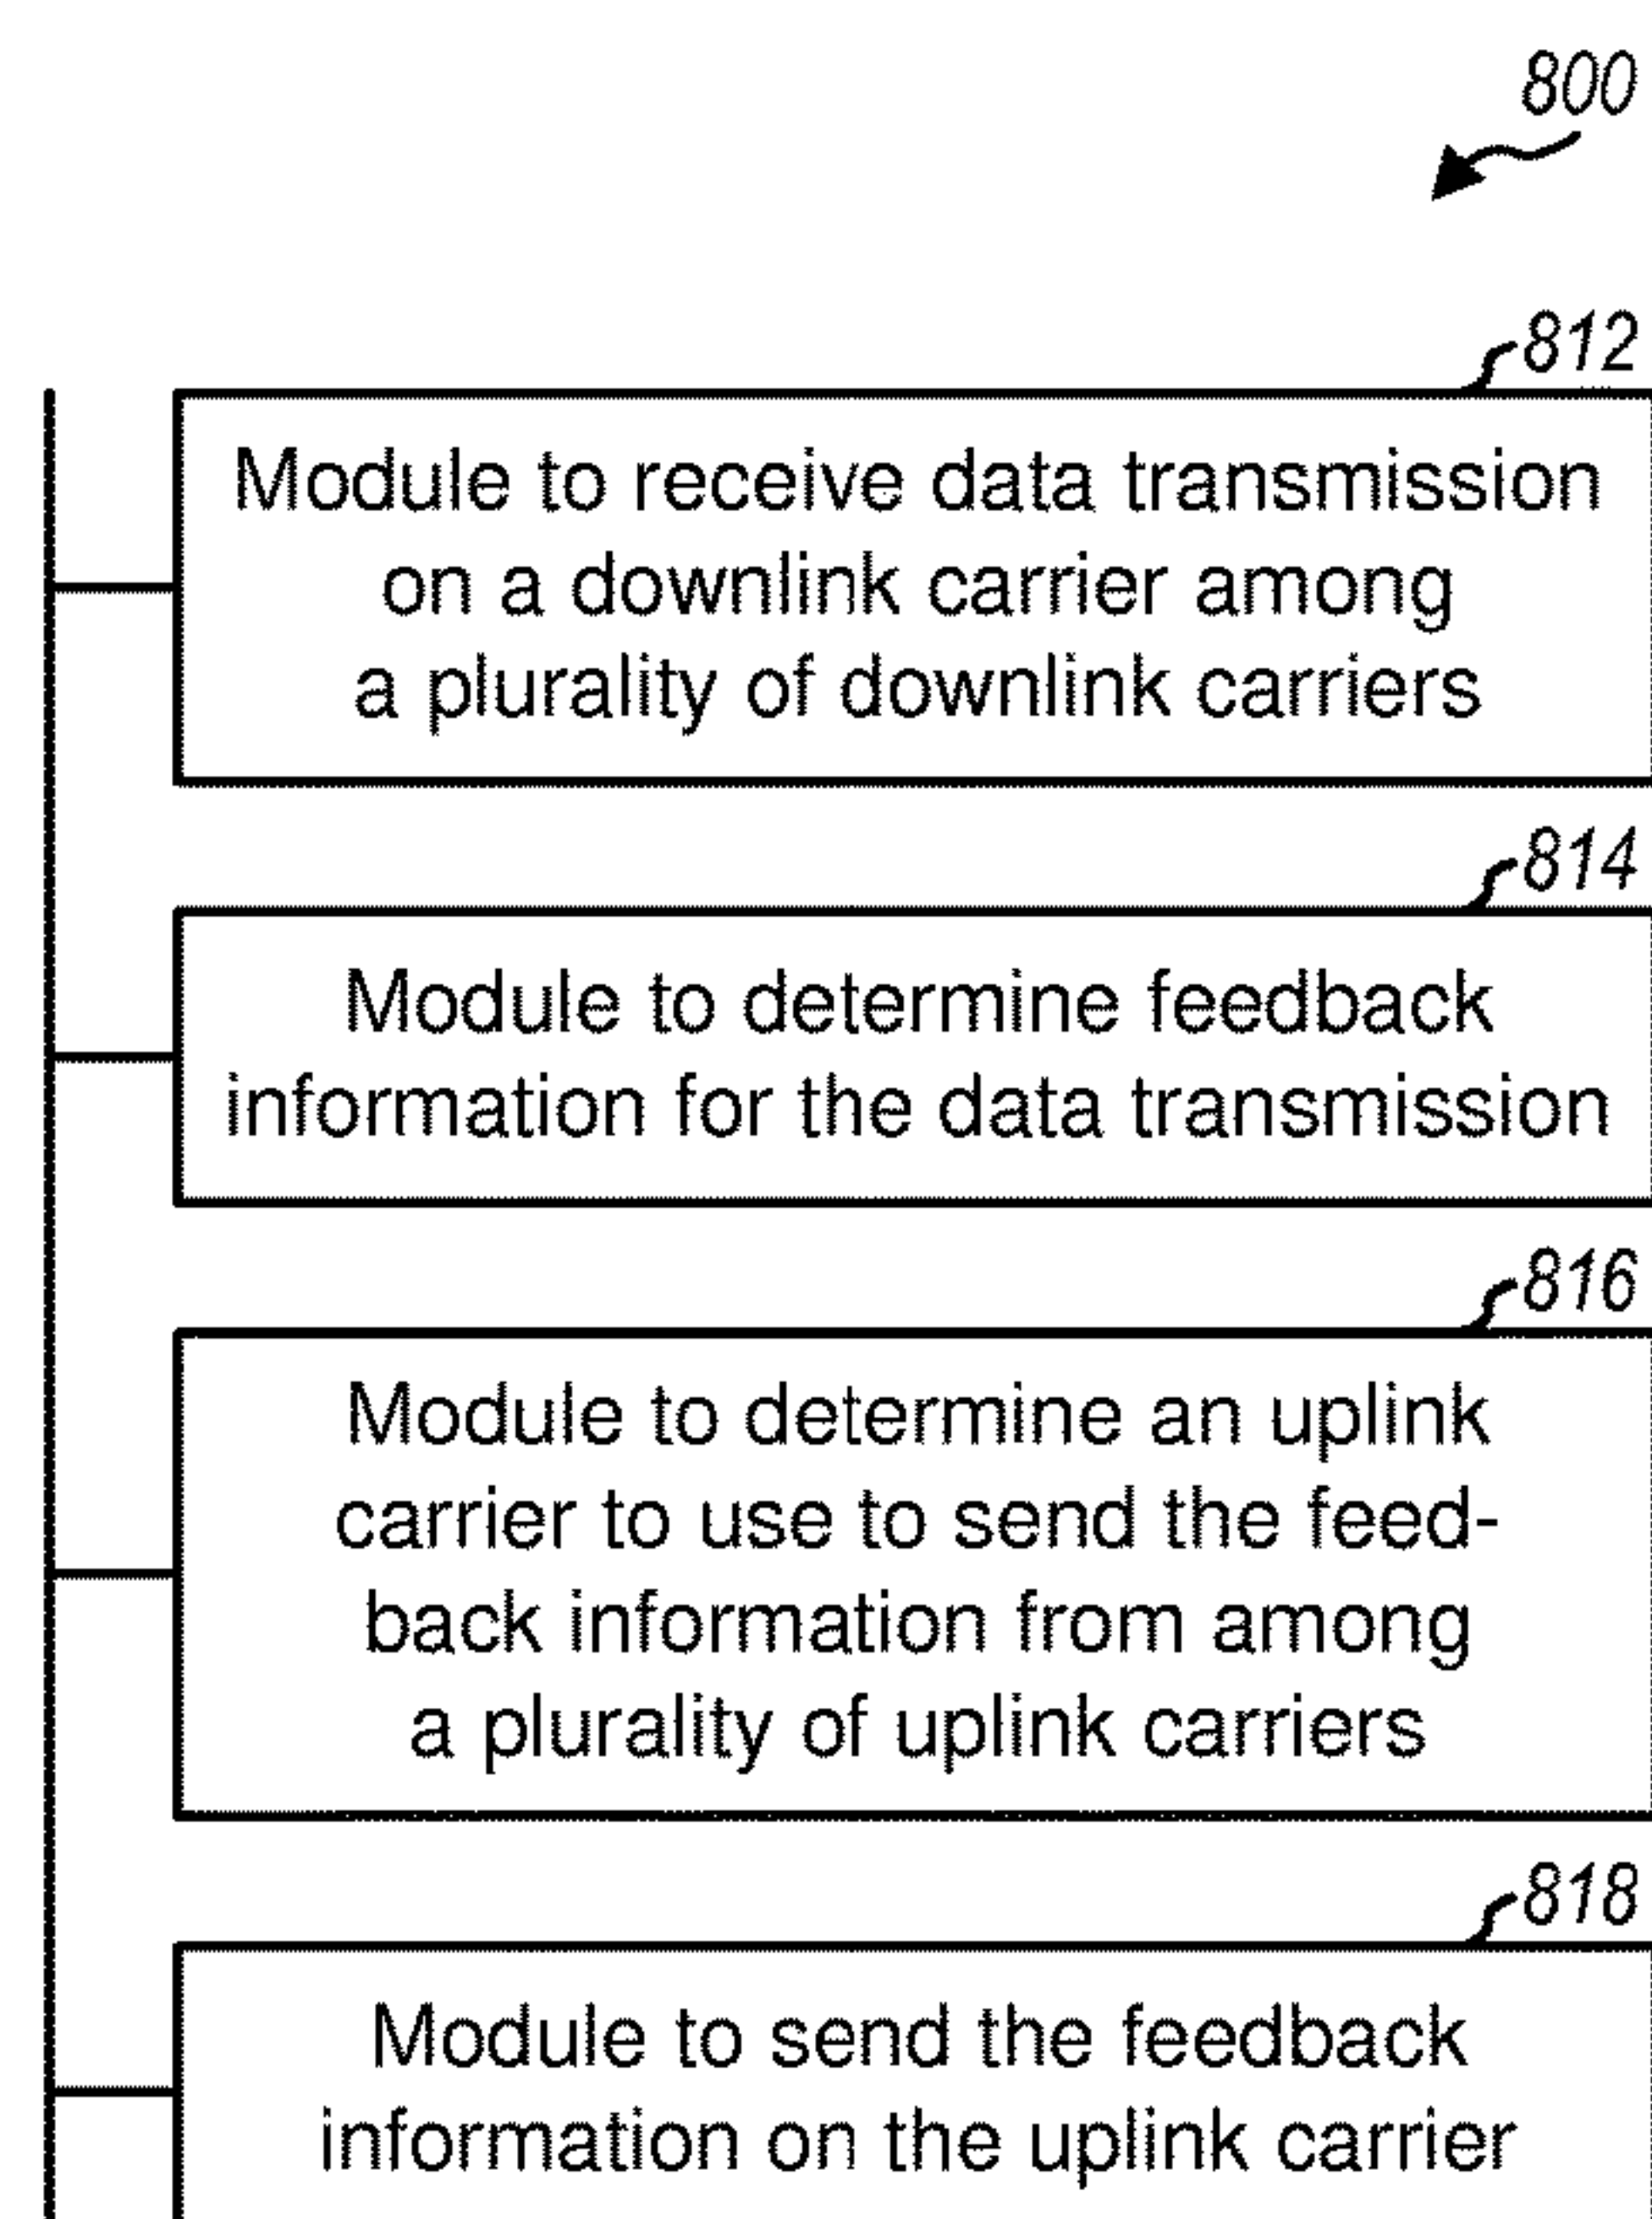 800
812
Module to receive data transmission
on a downlink carrier among
a plurality of downlink carriers
814
Module to determine feedback
information for the data transmission
816
Module to determine an uplink
carrier to use to send the feed-
back information from among
a plurality of uplink carriers
818
Module to send the feedback
information on the uplink carrier